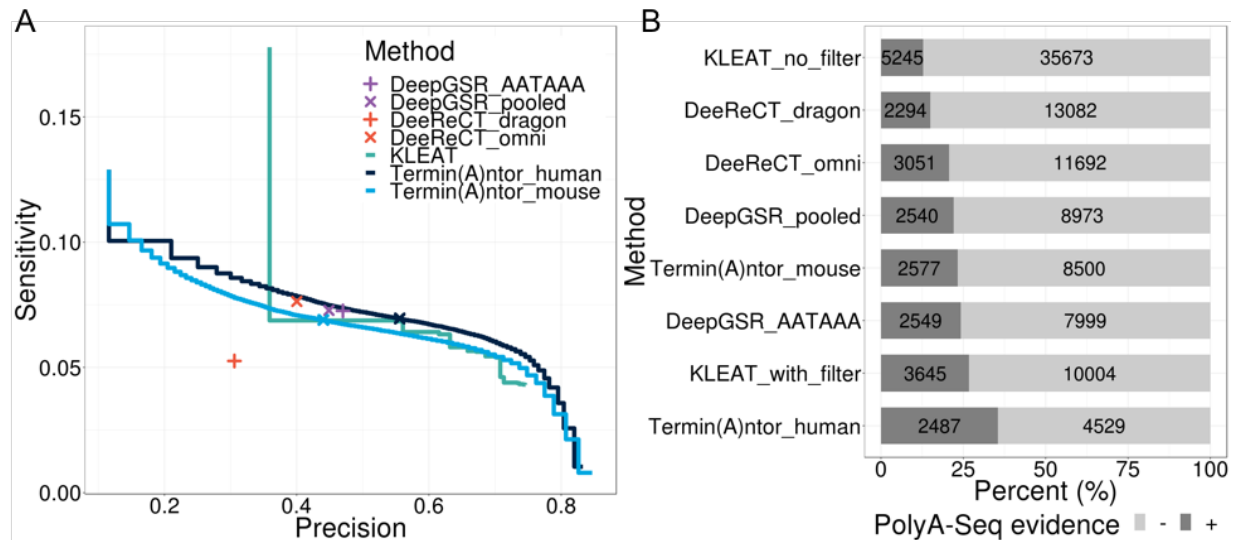 A
Method
DeepGSR_AATAAA
DeepGSR_pooled
DeeReCT_dragon
DeeReCT_omni
KLEAT
Termin(A)ntor_human
Termin(A)ntor_mouse
Sensitivity
0.15
0.10
0.05
0.00
0.2 0.4 0.6 0.8
Precision
B
Method
KLEAT_no_filter 5245 35673
DeeReCT_dragon 2294 13082
DeeReCT_omni 3051 11692
DeepGSR_pooled 2540 8973
Termin(A)ntor_mouse 2577 8500
DeepGSR_AATAAA 2549 7999
KLEAT_with_filter 3645 10004
Termin(A)ntor_human 2487 4529
0 25 50 75 100
Percent (%)
PolyA-Seq evidence - +